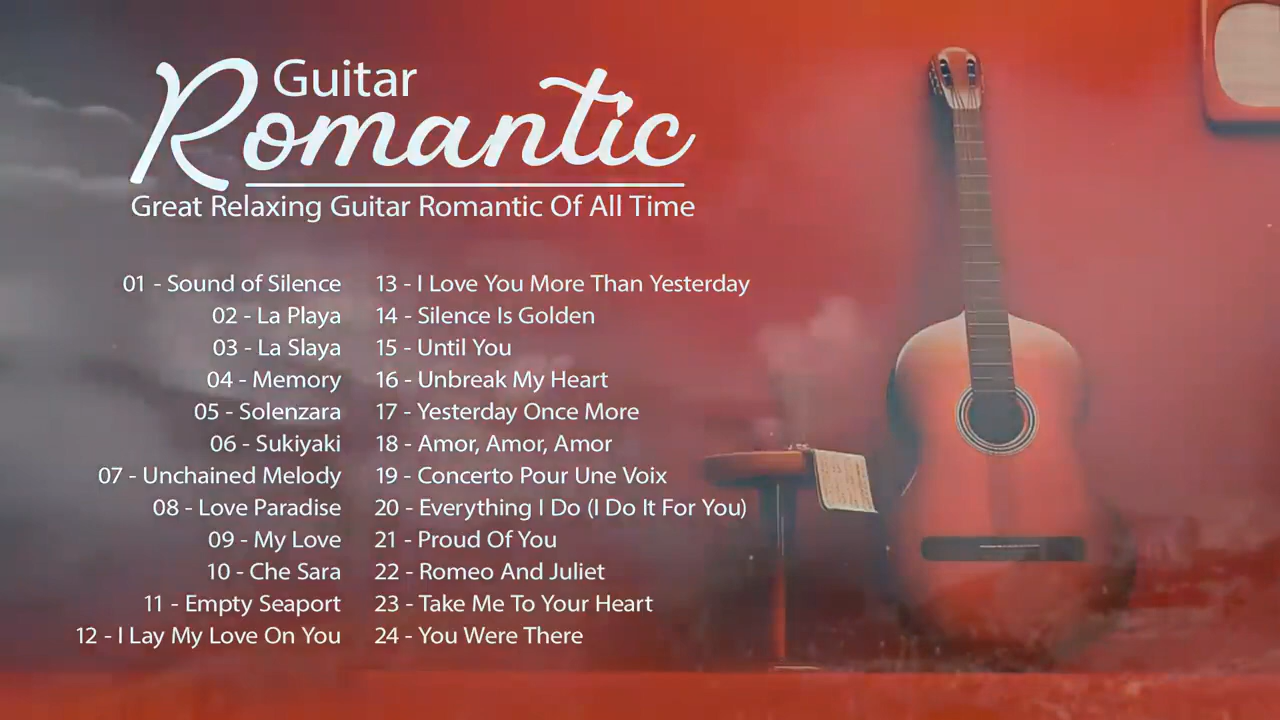 Guitar
Romantic
Great Relaxing Guitar Romantic Of All Time
01 - Sound of Silence
02 - La Playa
03 - La Slaya
04 - Memory
05 - Solenzara
06 - Sukiyaki
07 - Unchained Melody
08 - Love Paradise
09 - My Love
10 - Che Sara
11 - Empty Seaport
12 - I Lay My Love On You
13 - I Love You More Than Yesterday
14 - Silence Is Golden
15 - Until You
16 - Unbreak My Heart
17 - Yesterday Once More
18 - Amor, Amor, Amor
19 - Concerto Pour Une Voix
20 - Everything I Do (I Do It For You)
21 - Proud Of You
22 - Romeo And Juliet
23 - Take Me To Your Heart
24 - You Were There